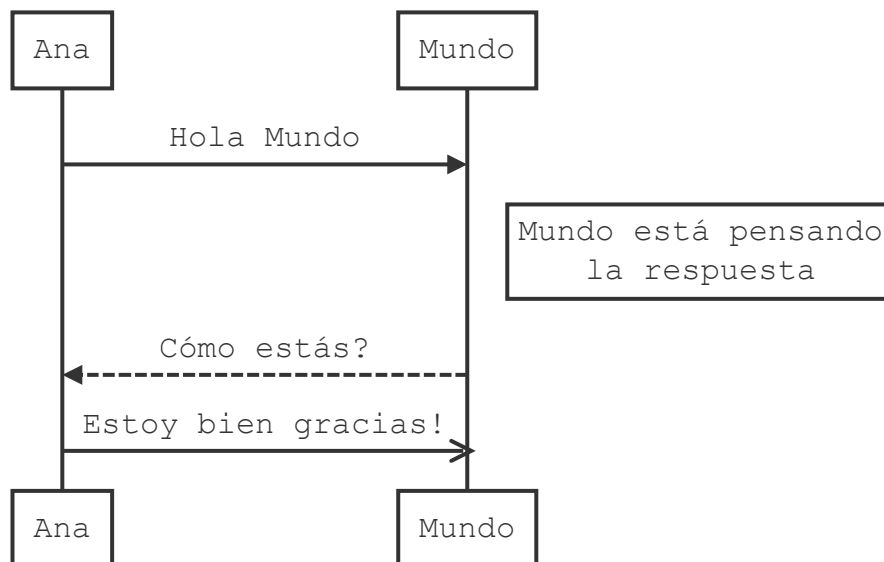 Ana
Mundo
Hola Mundo
Mundo está pensando
la respuesta
Cómo estás?
Estoy bien gracias!
Ana
Mundo